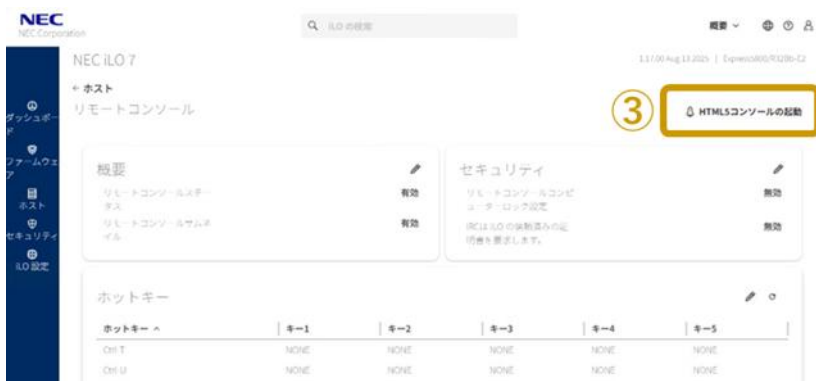 NEC
NEC Corporation
iLO の検索
概要
NEC iLO 7
1.17.00 Aug 13 2025 | Express5800/R120j-E2
← ホスト
リモートコンソール
③
HTML5コンソールの起動
ダッシュボー
ド
ファームウェ
ア
ホスト
セキュリティ
iLO 設定
概要
リモートコンソールステー
タス
有効
リモートコンソールサムネ
イル
有効
セキュリティ
リモートコンソールコンピ
ューターロック設定
無効
IRCは iLO の信頼済みの証
明書を要求します。
無効
ホットキー
ホットキー キー1 キー2 キー3 キー4 キー5
Ctrl T NONE NONE NONE NONE NONE
Ctrl U NONE NONE NONE NONE NONE